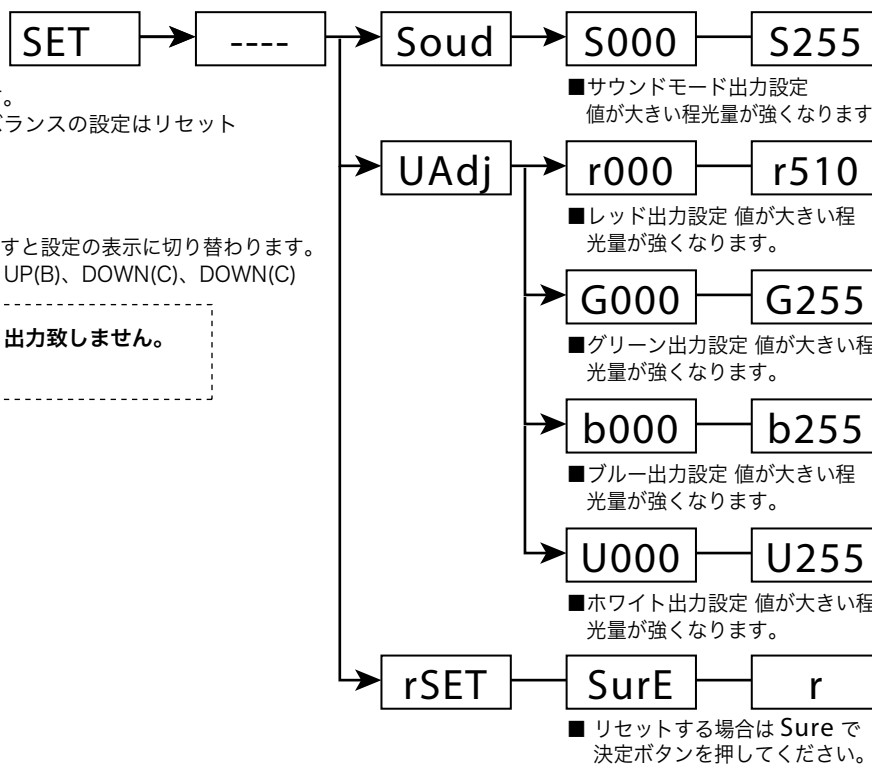 SET
----
Soud
S000
S255
■サウンドモード出力設定
値が大きい程光量が強くなります
す。
バランスの設定はリセット
UAdj
r000
r510
■レッド出力設定 値が大きい程
光量が強くなります。
すと設定の表示に切り替わります。
UP(B)、DOWN(C)、DOWN(C)
G000
G255
■グリーン出力設定 値が大きい程
光量が強くなります。
出力致しません。
b000
b255
■ブルー出力設定 値が大きい程
光量が強くなります。
U000
U255
■ホワイト出力設定 値が大きい程
光量が強くなります。
rSET
SurE
r
■ リセットする場合は Sure で
決定ボタンを押してください。